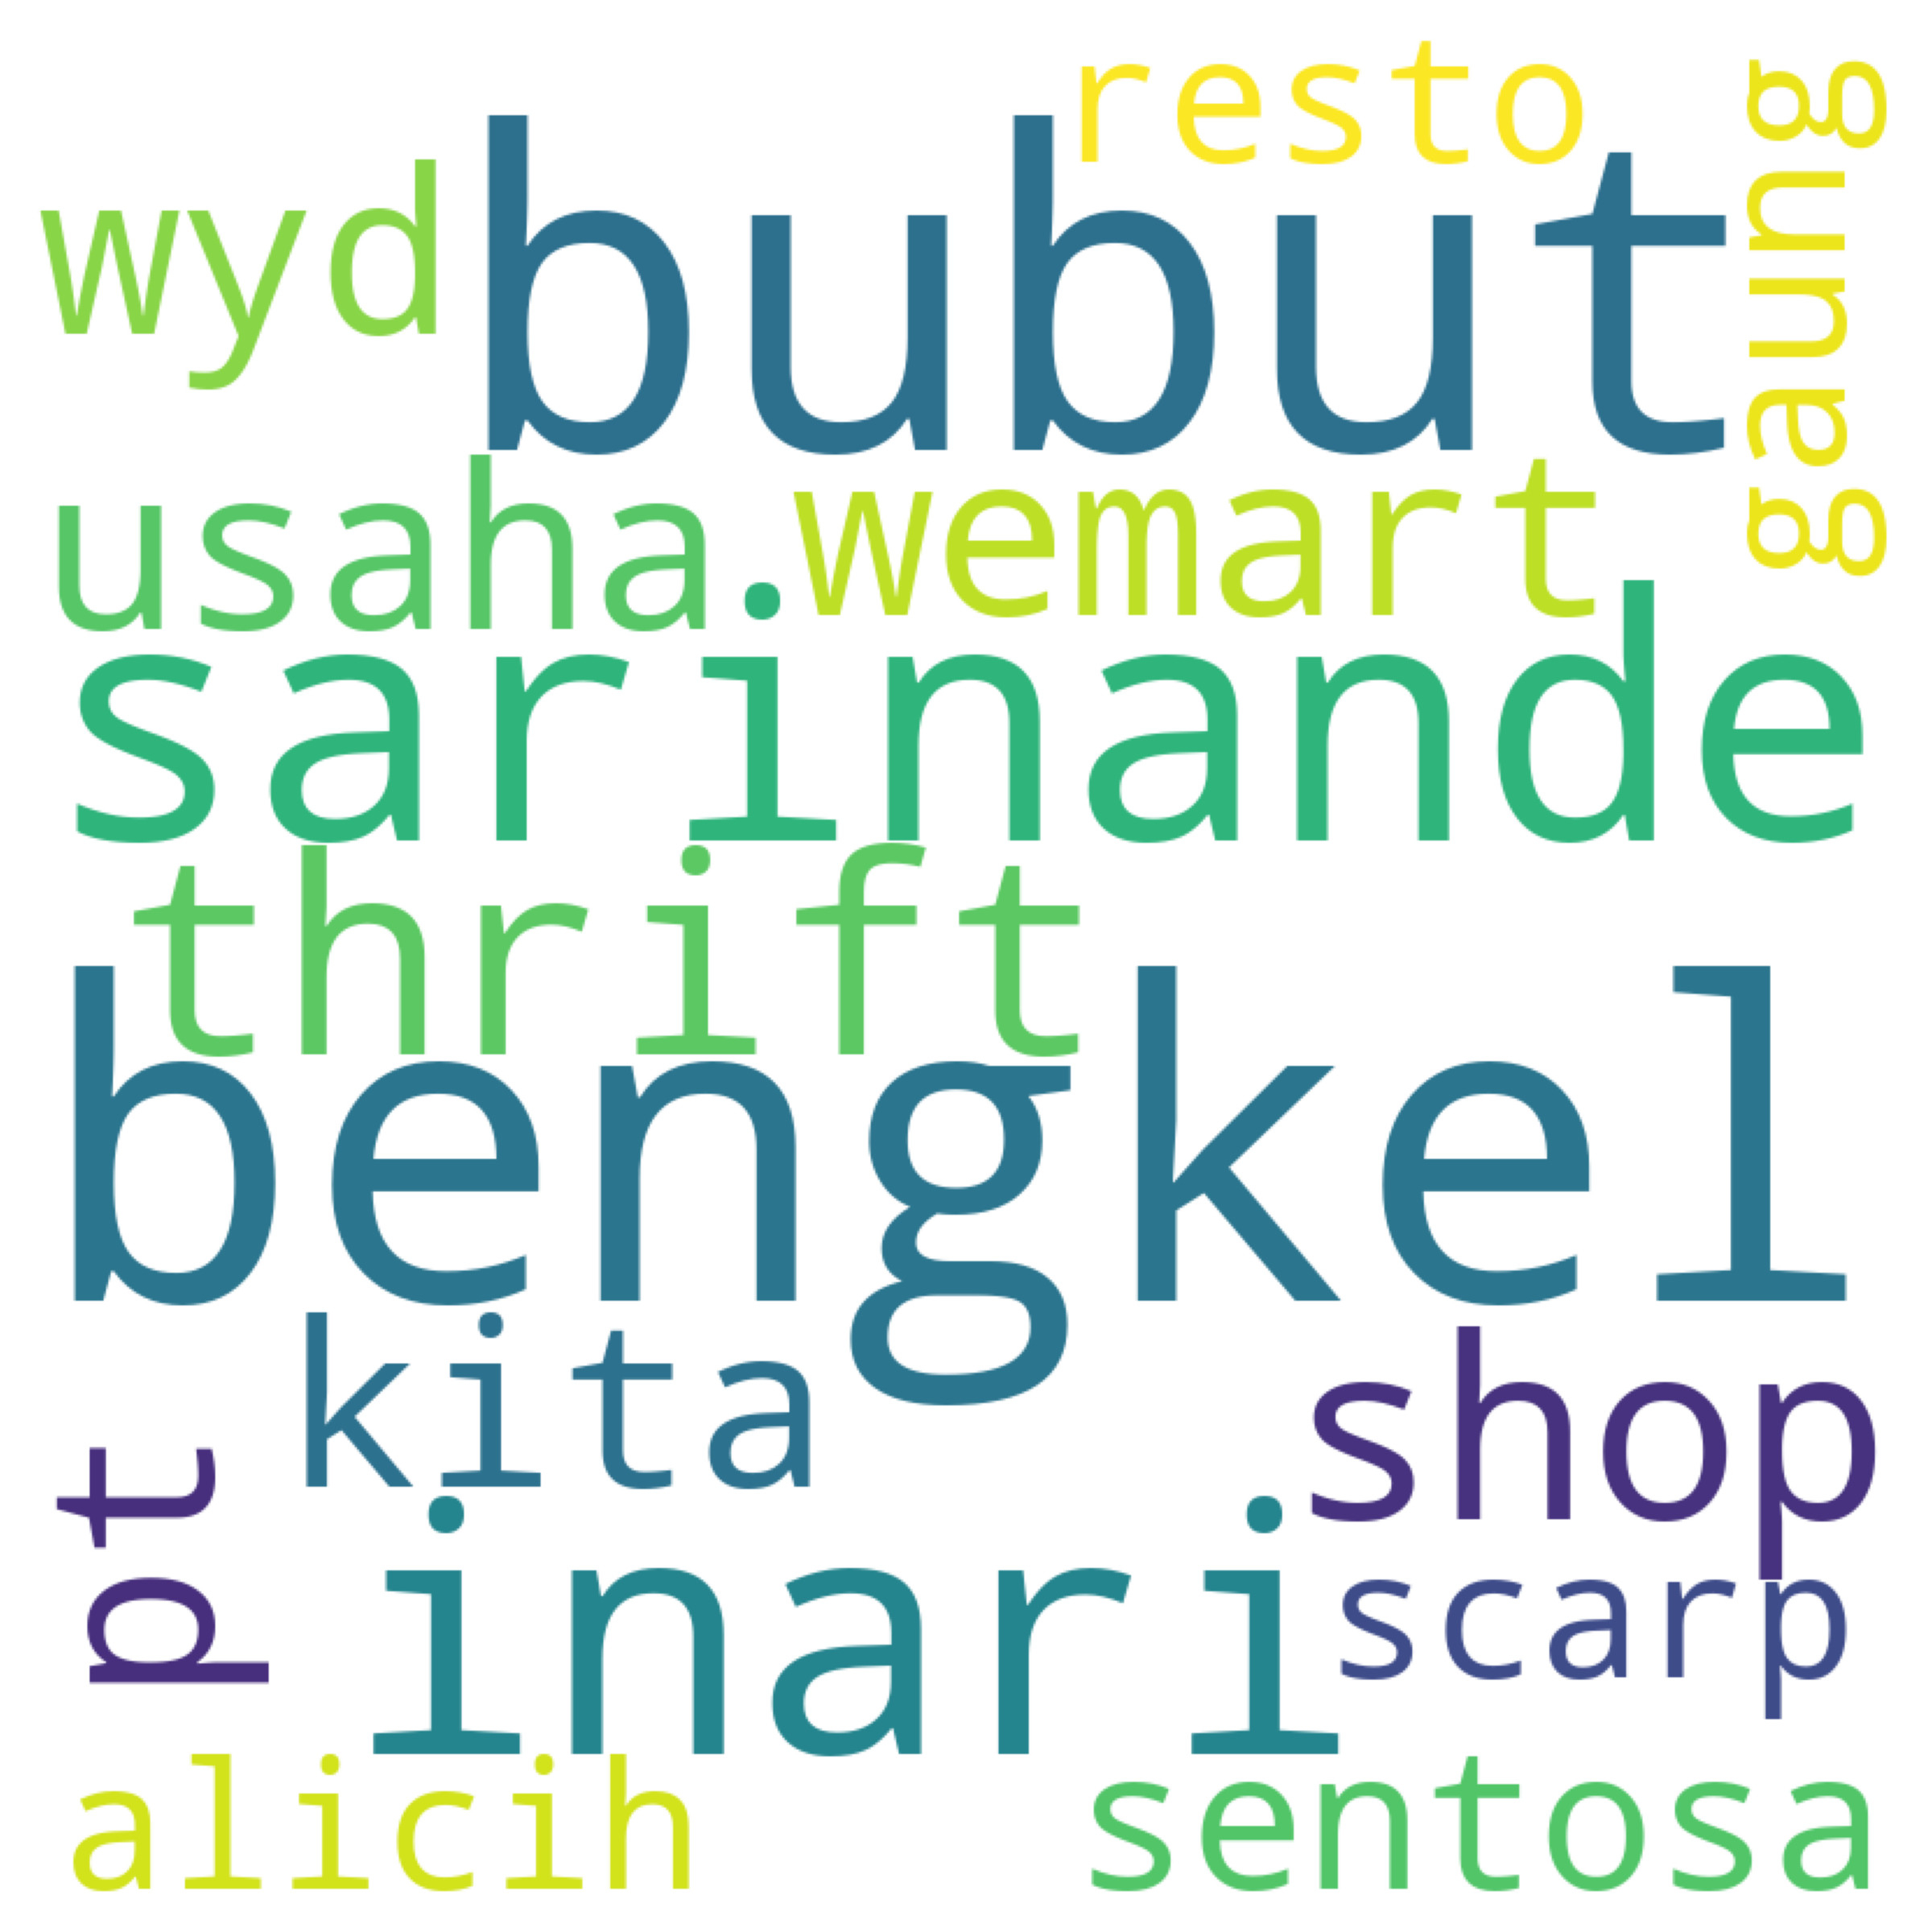 resto
gaung
wyd
bubut
usaha
wemart
sarinande
thrift
bengkel
kita
shop
pt
inari
scarp
alicih
sentosa